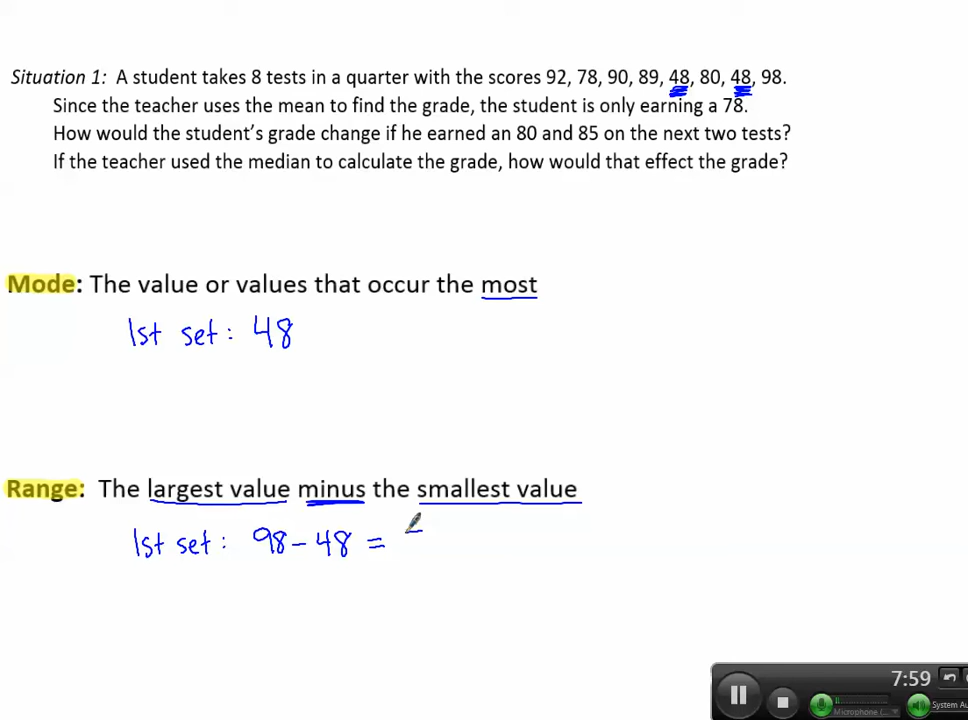 Situation 1: A student takes 8 tests in a quarter with the scores 92, 78, 90, 89, 48, 80, 48, 98.
Since the teacher uses the mean to find the grade, the student is only earning a 78.
How would the student's grade change if he earned an 80 and 85 on the next two tests?
If the teacher used the median to calculate the grade, how would that effect the grade?
Mode: The value or values that occur the most
1st set: 48
Range: The largest value minus the smallest value
1st set: 98 - 48 =
7:59
Microphone (
System Au